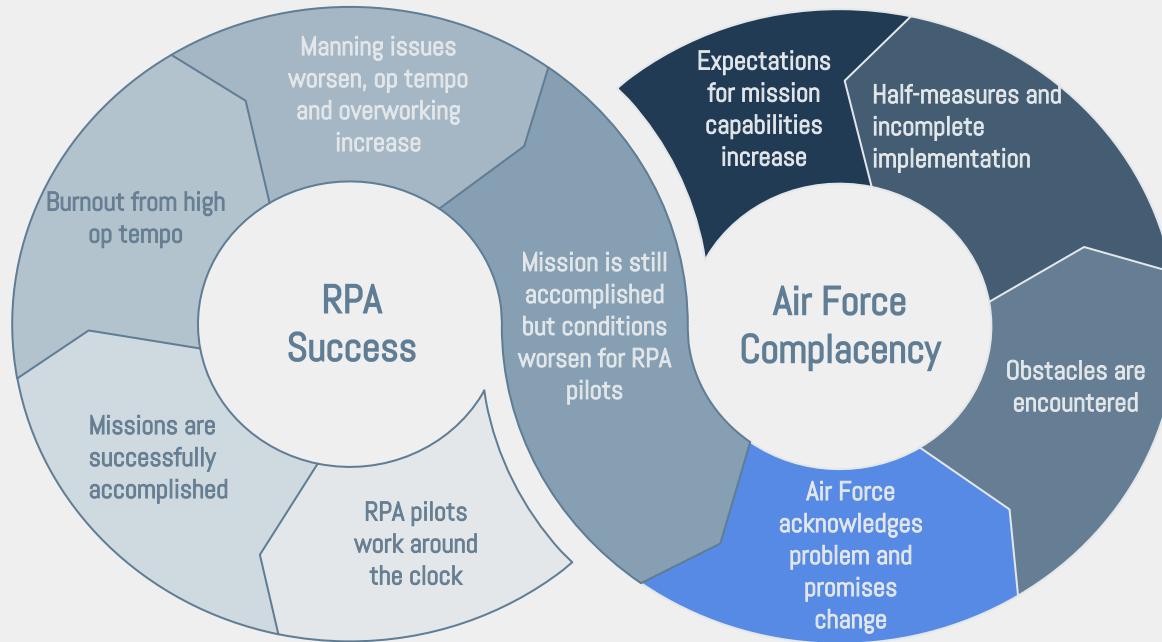 Manning issues
worsen, op tempo
and overworking
increase
Burnout from high
op tempo
RPA
Success
Missions are
successfully
accomplished
RPA pilots
work around
the clock
Mission is still
accomplished
but conditions
worsen for RPA
pilots
Expectations
for mission
capabilities
increase
Half-measures and
incomplete
implementation
Air Force
Complacency
Obstacles are
encountered
Air Force
acknowledges
problem and
promises
change